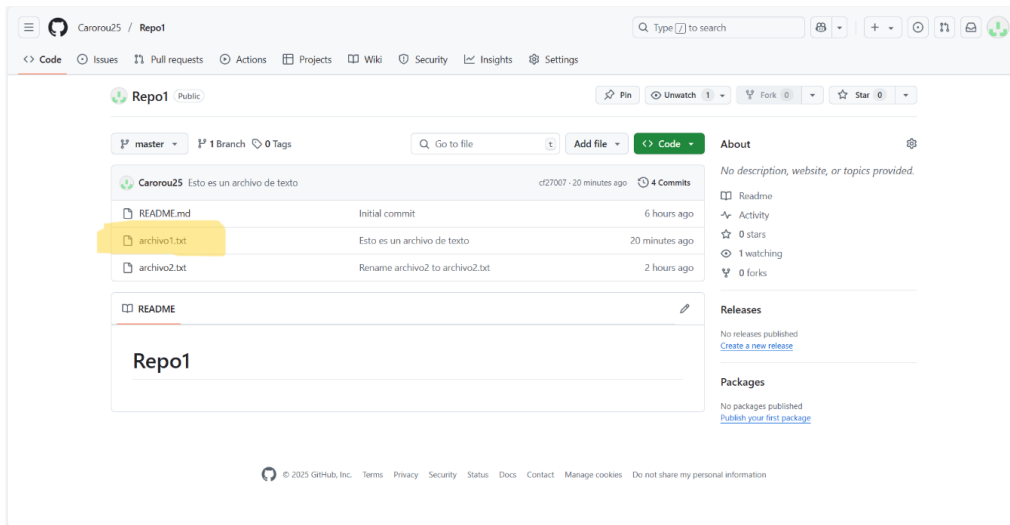 Carorou25 / Repo1
Type / to search
Code Issues Pull requests Actions Projects Wiki Security Insights Settings
Repo1 Public
Pin Unwatch 1 Fork 0 Star 0
master 1 Branch 0 Tags Go to file t Add file Code
Carorou25 Esto es un archivo de texto cf27007 · 20 minutes ago 4 Commits
README.md Initial commit 6 hours ago
archivo1.txt Esto es un archivo de texto 20 minutes ago
archivo2.txt Rename archivo2 to archivo2.txt 2 hours ago
README
Repo1
About
No description, website, or topics provided.
Readme
Activity
0 stars
1 watching
0 forks
Releases
No releases published
Create a new release
Packages
No packages published
Publish your first package
© 2025 GitHub, Inc. Terms Privacy Security Status Docs Contact Manage cookies Do not share my personal information